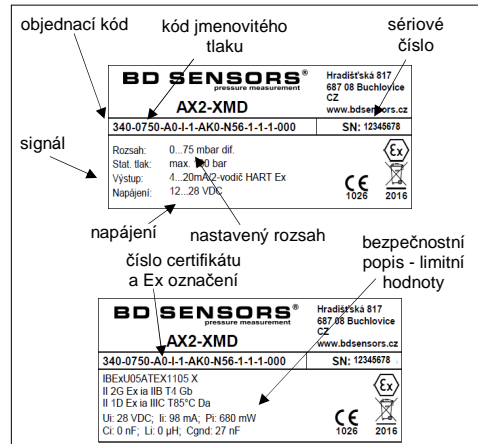 objednací kód
kód jmenovitého
tlaku
sériové
číslo
BD SENSORS®
pressure measurement
AX2-XMD
Hradišťská 817
687 08 Buchlovice
CZ
www.bdsensors.cz
340-0750-A0-I-1-AK0-N56-1-1-1-000
SN: 12345678
signál
Rozsah: 0...75 mbar dif.
Stat. tlak: max. bar
Výstup: 4...20mA/2-vodič HART Ex
Napájení: 12...28 VDC
CE
1026
Ex
2016
napájení
nastavený rozsah
číslo certifikátu
a Ex označení
bezpečnostní
popis - limitní
hodnoty
BD SENSORS®
pressure measurement
AX2-XMD
Hradišťská 817
687 08 Buchlovice
CZ
www.bdsensors.cz
340-0750-A0-I-1-AK0-N56-1-1-1-000
SN: 12345678
IBExU05ATEX1105 X
II 2G Ex ia IIB T4 Gb
II 1D Ex ia IIIC T85°C Da
Ui: 28 VDC; Ii: 98 mA; Pi: 680 mW
Ci: 0 nF; Li: 0 µH; Cgnd: 27 nF
CE
1026
Ex
2016